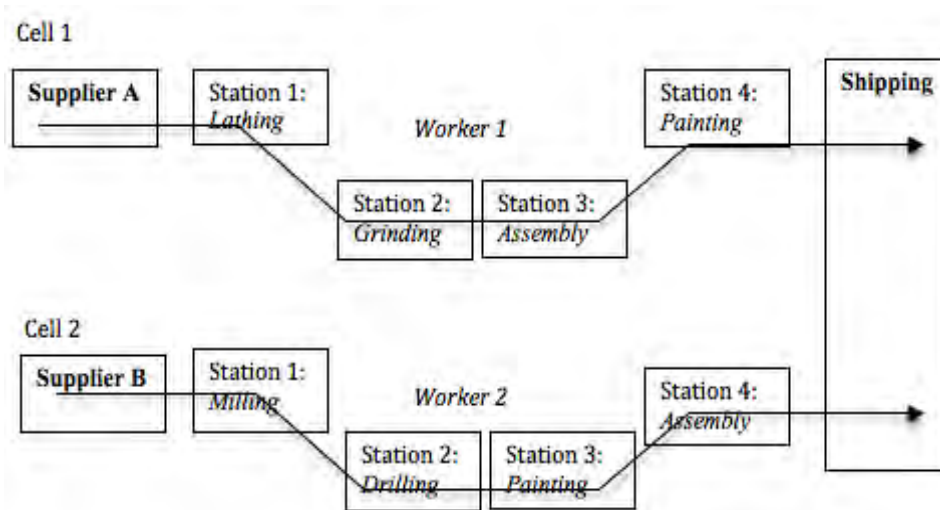 Cell 1
Supplier A
Station 1:
Lathing
Worker 1
Station 4:
Painting
Shipping
Station 2:
Grinding
Station 3:
Assembly
Cell 2
Supplier B
Station 1:
Milling
Worker 2
Station 4:
Assembly
Station 2:
Drilling
Station 3:
Painting